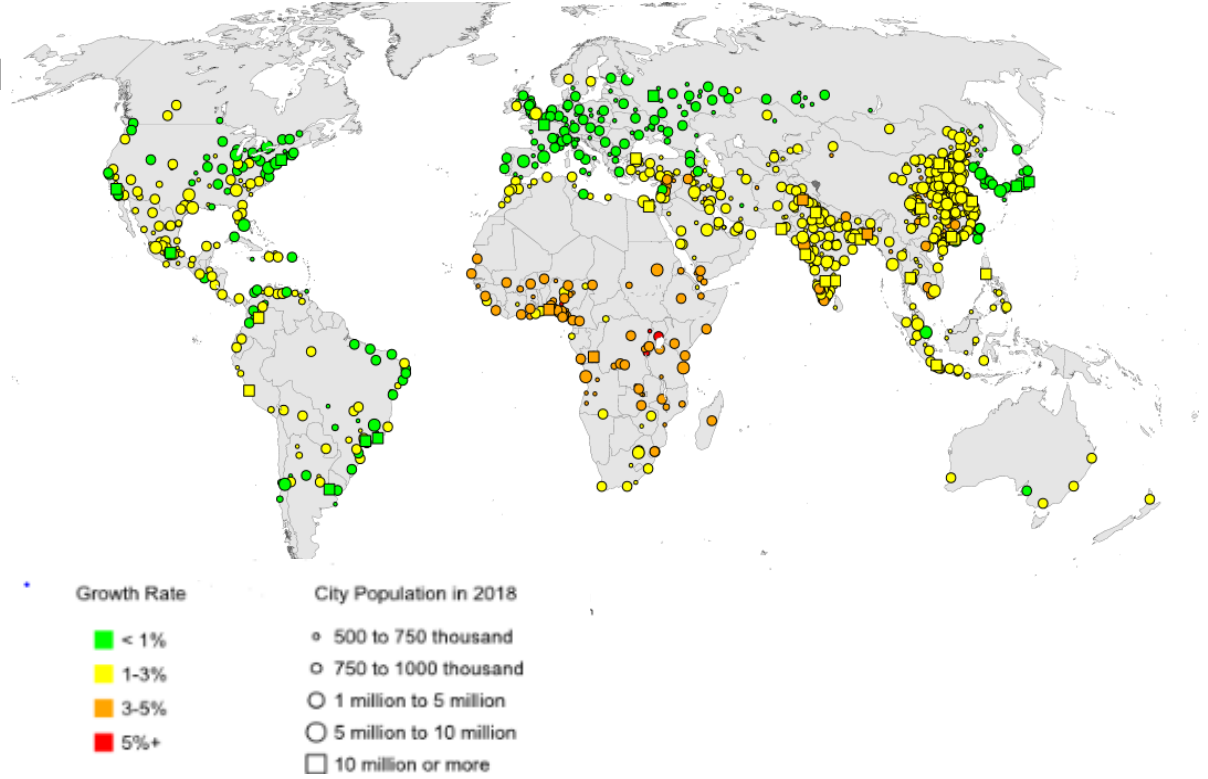 Growth Rate
< 1%
1-3%
3-5%
5%+
City Population in 2018
500 to 750 thousand
750 to 1000 thousand
1 million to 5 million
5 million to 10 million
10 million or more